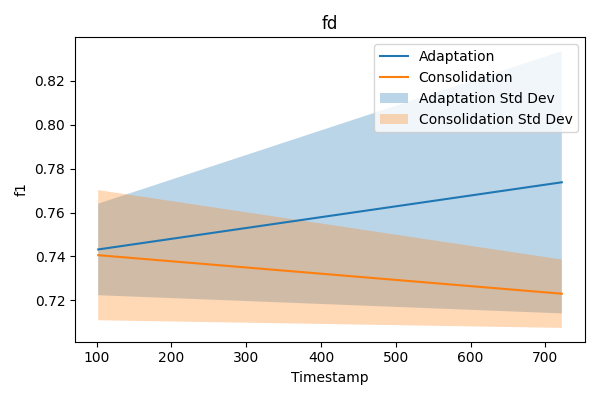 fd
Adaptation
Consolidation
Adaptation Std Dev
Consolidation Std Dev
f1
0.82
0.80
0.78
0.76
0.74
0.72
100 200 300 400 500 600 700
Timestamp